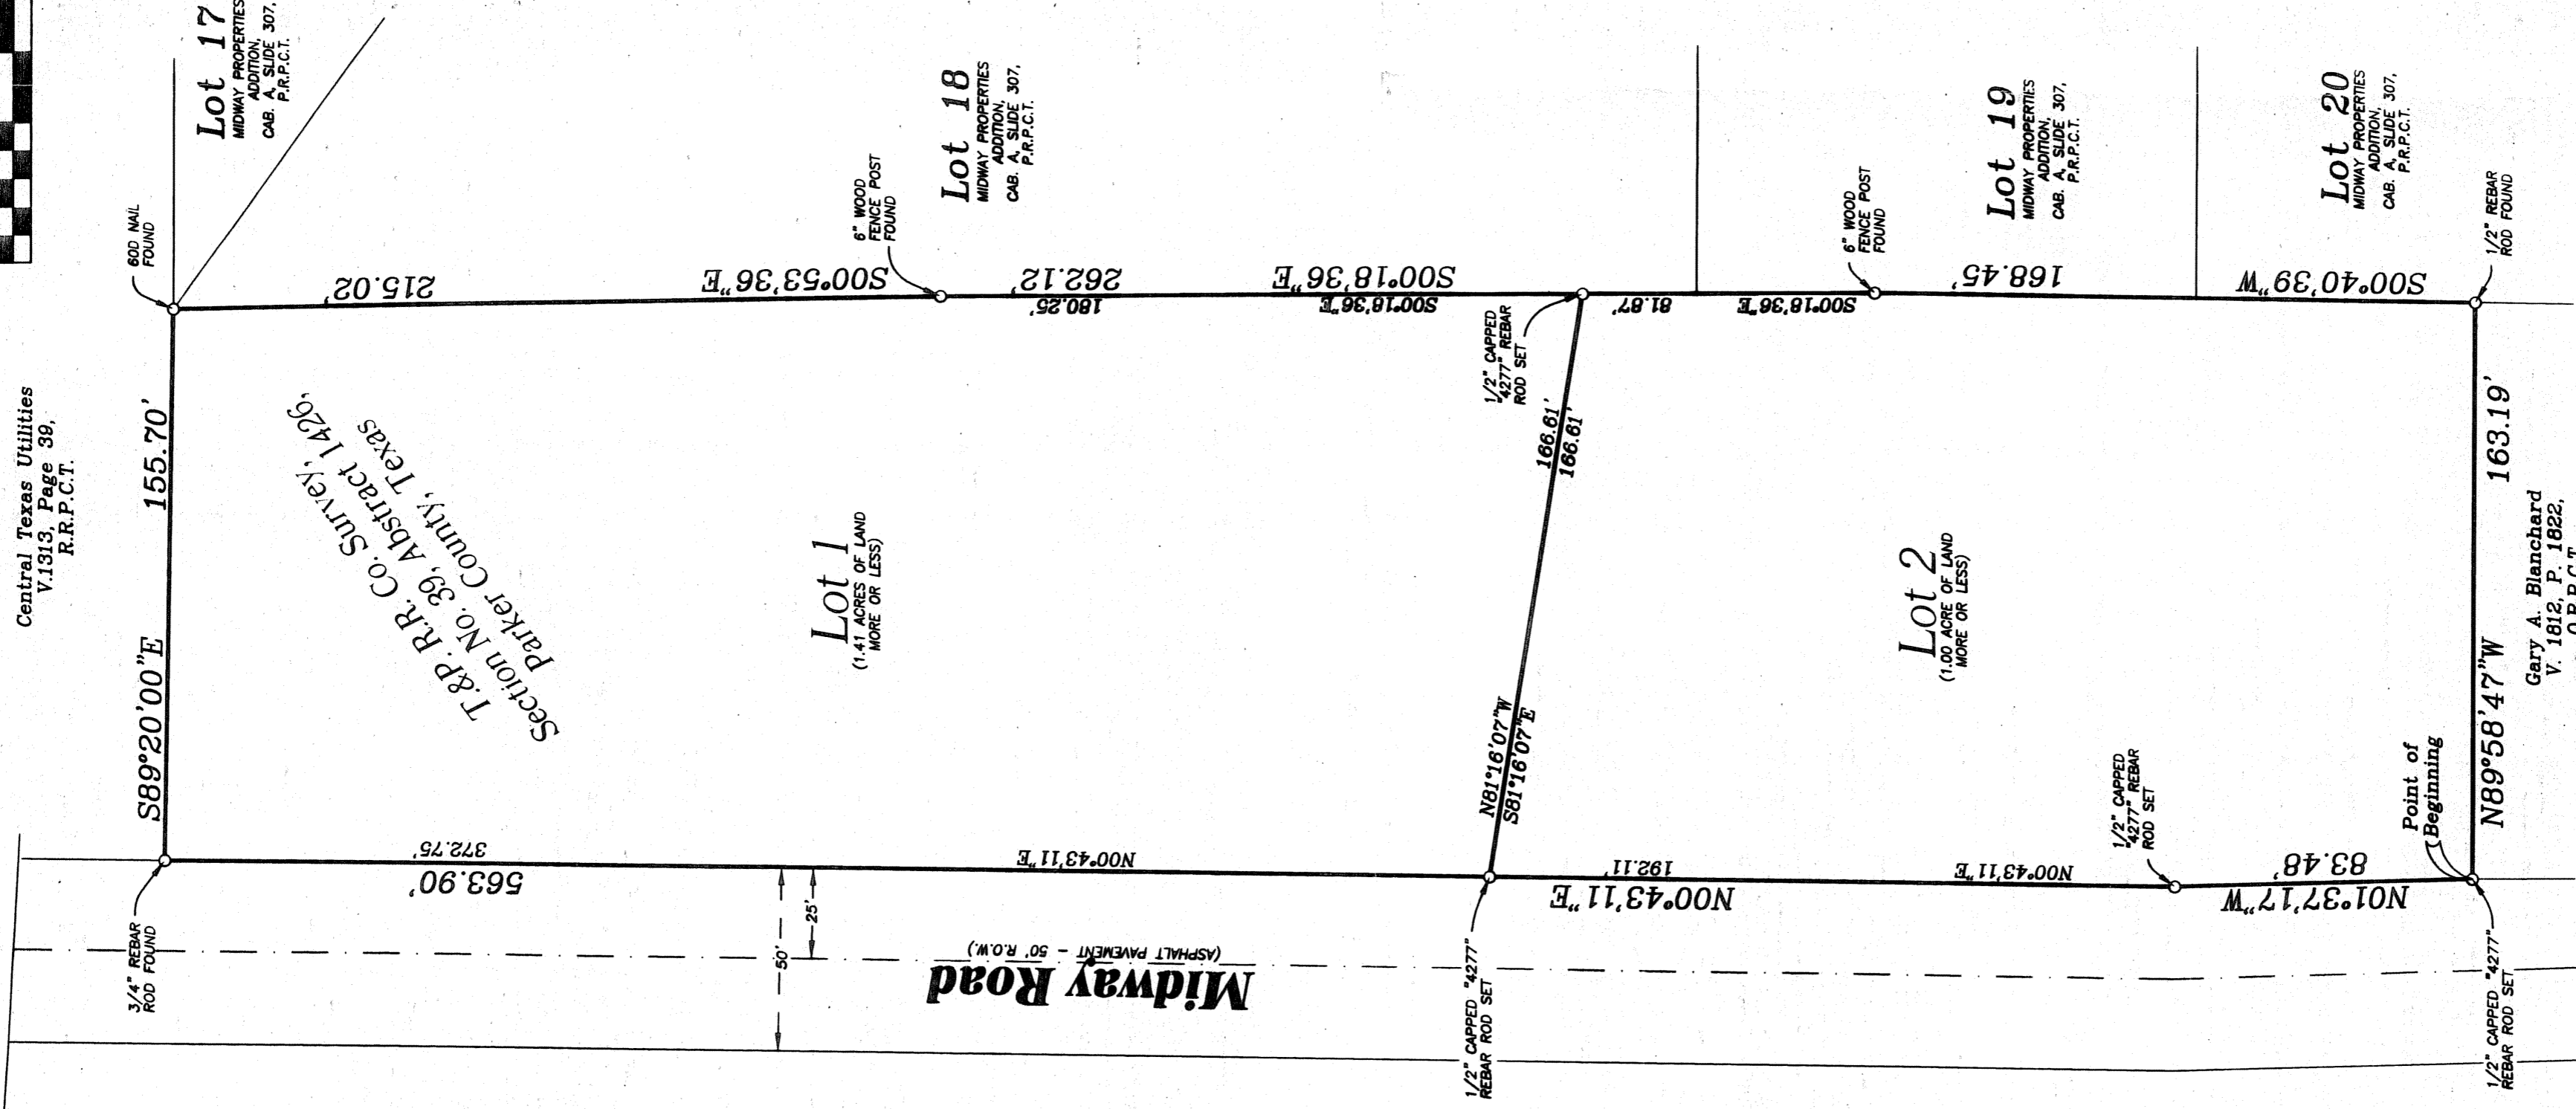 Lot 17
MIDWAY PROPERTIES
ADDITION,
CAB. A, SLIDE 307,
P.R.P.C.T.
Central Texas Utilities
V.1313, Page 39,
R.R.P.C.T.
S89°20'00"E
155.70'
60D NAIL
FOUND
3/4" REBAR
ROD FOUND
T.&P. R.R. Co. Survey,
Section No. 39, Abstract 1426,
Parker County, Texas
215.02'
S00°53'36"E
6" WOOD
FENCE POST
FOUND
Lot 18
MIDWAY PROPERTIES
ADDITION,
CAB. A, SLIDE 307,
P.R.P.C.T.
262.12'
S00°18'36"E
180.25'
S00°18'36"E
Lot 1
(1.41 ACRES OF LAND
MORE OR LESS)
372.75'
N00°43'11"E
563.90'
N00°43'11"E
25'
50'
Midway Road
(ASPHALT PAVEMENT - 50' R.O.W.)
1/2" CAPPED
"4277" REBAR
ROD SET
166.61'
166.61'
N81°16'07"W
S81°16'07"E
1/2" CAPPED "4277"
REBAR ROD SET
81.87'
S00°18'36"E
6" WOOD
FENCE POST
FOUND
Lot 19
MIDWAY PROPERTIES
ADDITION,
CAB. A, SLIDE 307,
P.R.P.C.T.
168.45'
S00°40'39"W
Lot 20
MIDWAY PROPERTIES
ADDITION,
CAB. A, SLIDE 307,
P.R.P.C.T.
1/2" REBAR
ROD FOUND
Lot 2
(1.00 ACRE OF LAND
MORE OR LESS)
192.11'
N00°43'11"E
1/2" CAPPED
"4277" REBAR
ROD SET
83.48'
N01°37'17"W
Point of
Beginning
N89°58'47"W
163.19'
1/2" CAPPED "4277"
REBAR ROD SET
Gary A. Blanchard
V. 1812, P. 1822,